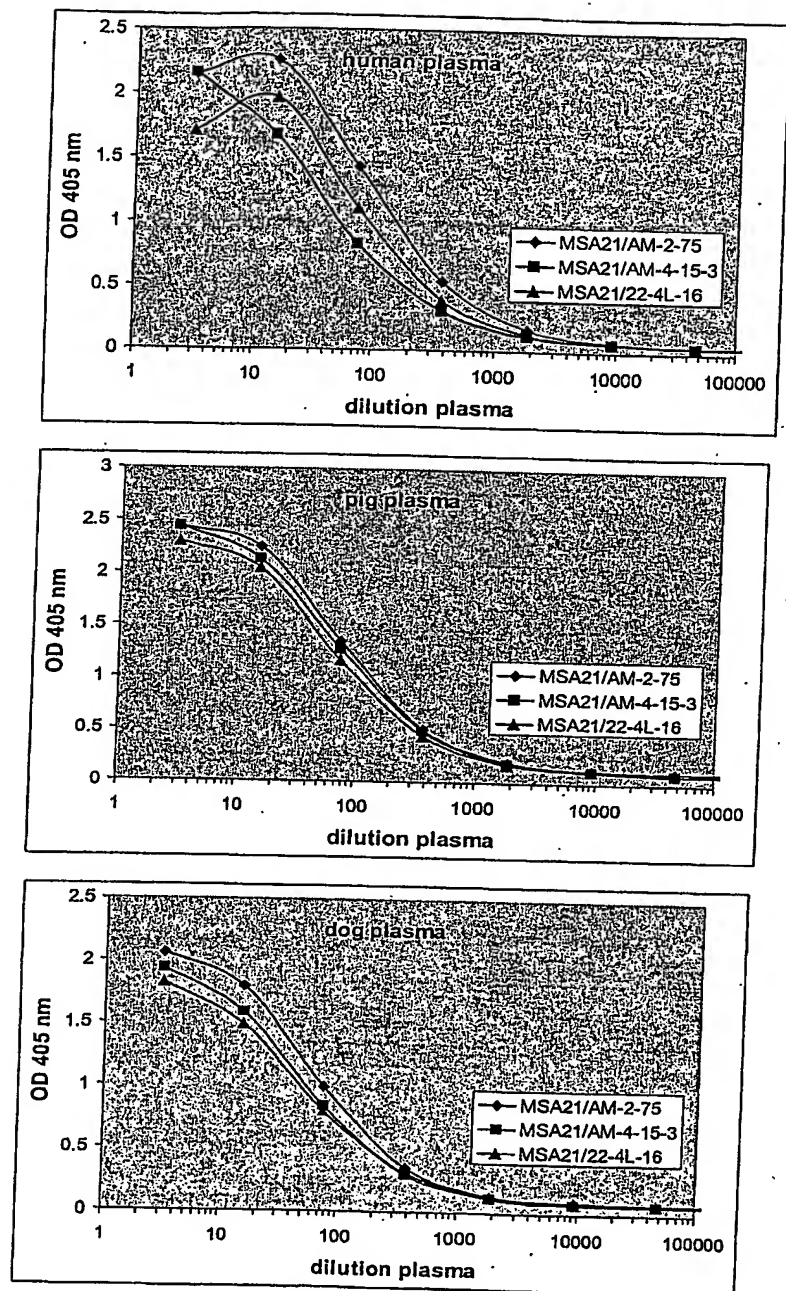 human plasma
2.5
2
1.5
1
0.5
0
OD 405 nm
MSA21/AM-2-75
MSA21/AM-4-15-3
MSA21/22-4L-16
1 10 100 1000 10000 100000
dilution plasma
pig plasma
3
2.5
2
1.5
1
0.5
0
OD 405 nm
MSA21/AM-2-75
MSA21/AM-4-15-3
MSA21/22-4L-16
1 10 100 1000 10000 100000
dilution plasma
dog plasma
2.5
2
1.5
1
0.5
0
OD 405 nm
MSA21/AM-2-75
MSA21/AM-4-15-3
MSA21/22-4L-16
1 10 100 1000 10000 100000
dilution plasma